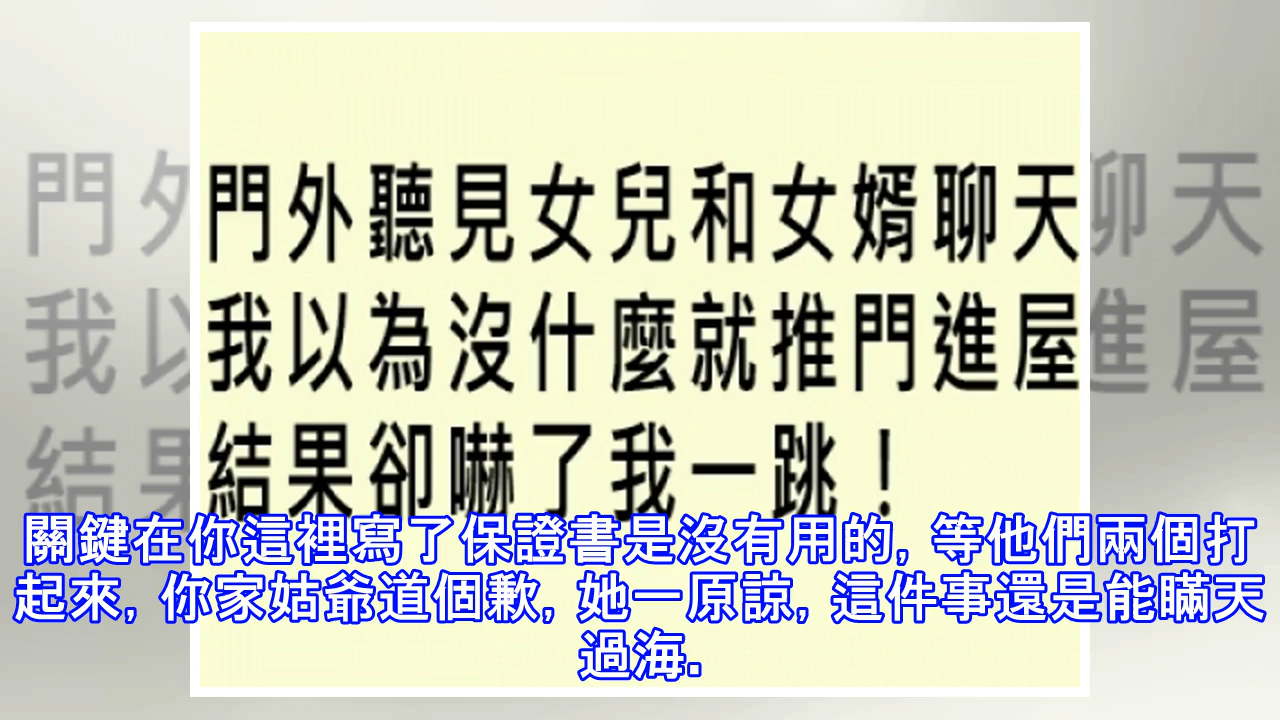 門外聽見女兒和女婿聊天
我以為沒什麼就推門進屋
結果卻嚇了我一跳！
關鍵在你這裡寫了保證書是沒有用的, 等他們兩個打
起來, 你家姑爺道個歉, 她一原諒, 這件事還是能瞞天
過海.